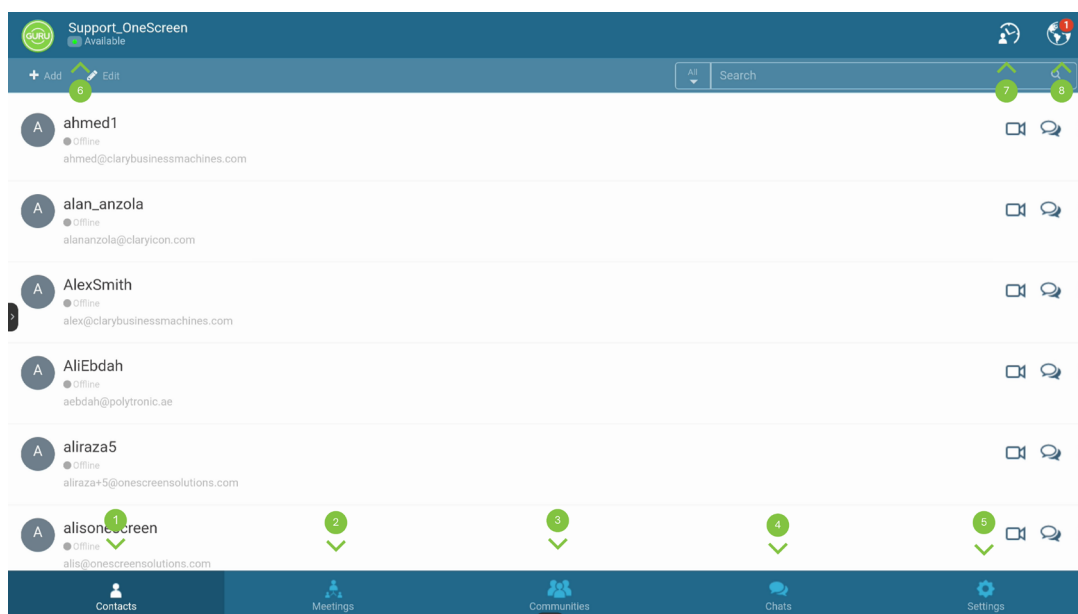 GURU
Support_OneScreen
Available
1
+ Add
Edit
All
Search
6
7
8
A
ahmed1
Offline
ahmed@clarybusinessmachines.com
A
alan_anzola
Offline
alananzola@claryicon.com
A
AlexSmith
Offline
alex@clarybusinessmachines.com
A
AliEbdah
Offline
aebdah@polytronic.ae
A
aliraza5
Offline
aliraza+5@onescreensolutions.com
1
2
3
4
5
A
alisonescreen
Offline
alis@onescreensolutions.com
Contacts
Meetings
Communities
Chats
Settings